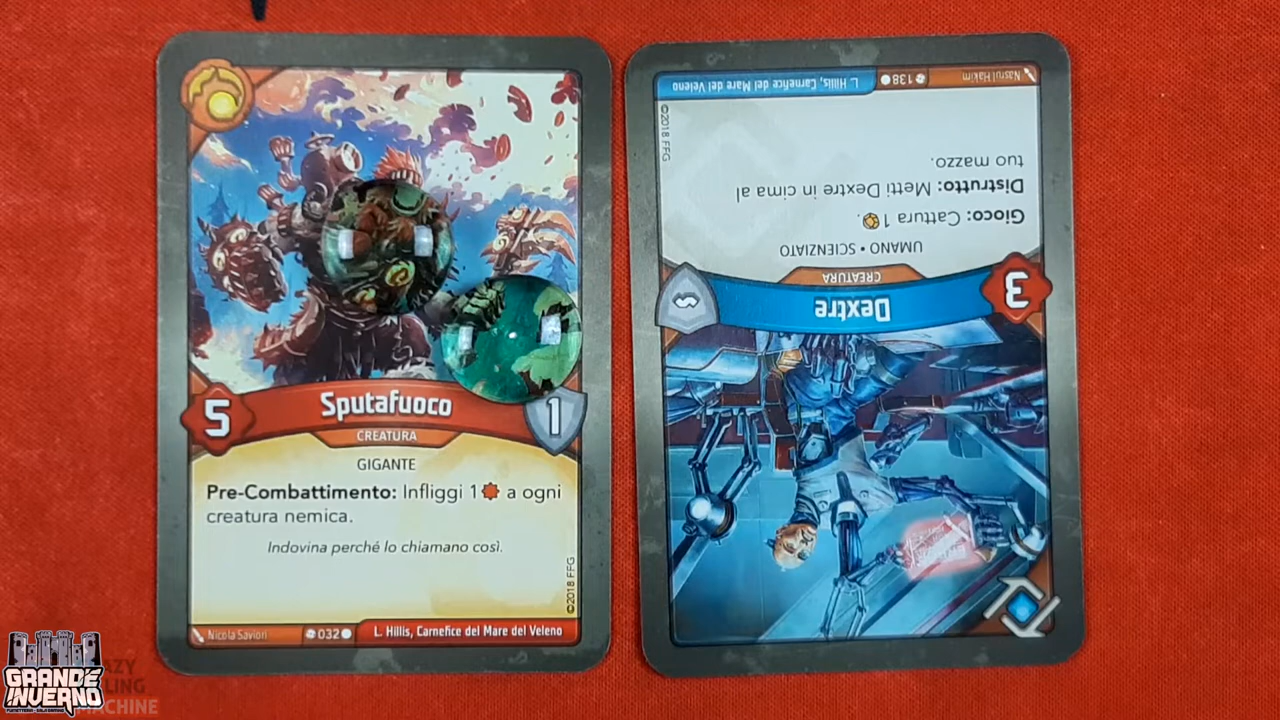 5
Sputafuoco
1
CREATURA
GIGANTE
Pre-Combattimento: Infliggi 1 a ogni
creatura nemica.
Indovina perché lo chiamano così.
©2018 FFG
Nicola Saviori
032
L. Hillis, Carnefice del Mare del Veleno
3
Dextre
CREATURA
UMANO • SCIENZIATO
Gioco: Cattura 1.
Distrutto: Metti Dextre in cima al
tuo mazzo.
©2018 FFG
Nasrul Hakim
138
L. Hillis, Carnefice del Mare del Veleno
GRANDE
INVERNO
MACHINE